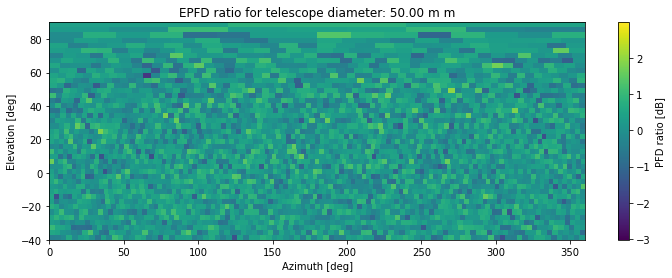 EPFD ratio for telescope diameter: 50.00 m m
80
60
40
20
0
−20
−40
Elevation [deg]
0 50 100 150 200 250 300 350
Azimuth [deg]
2
1
0
−1
−2
−3
PFD ratio [dB]